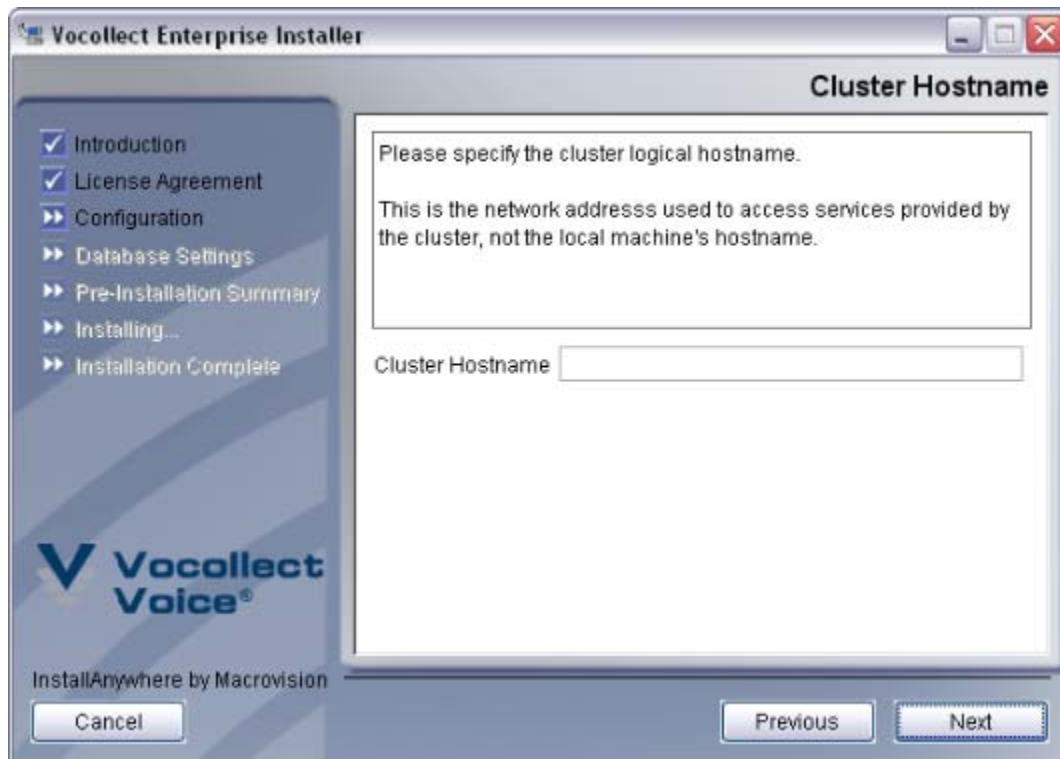 Vocollect Enterprise Installer
Cluster Hostname
Introduction
License Agreement
Configuration
Database Settings
Pre-Installation Summary
Installing...
Installation Complete
Please specify the cluster logical hostname.
This is the network addresss used to access services provided by
the cluster, not the local machine's hostname.
Cluster Hostname
Vocollect
Voice®
InstallAnywhere by Macrovision
Cancel
Previous
Next